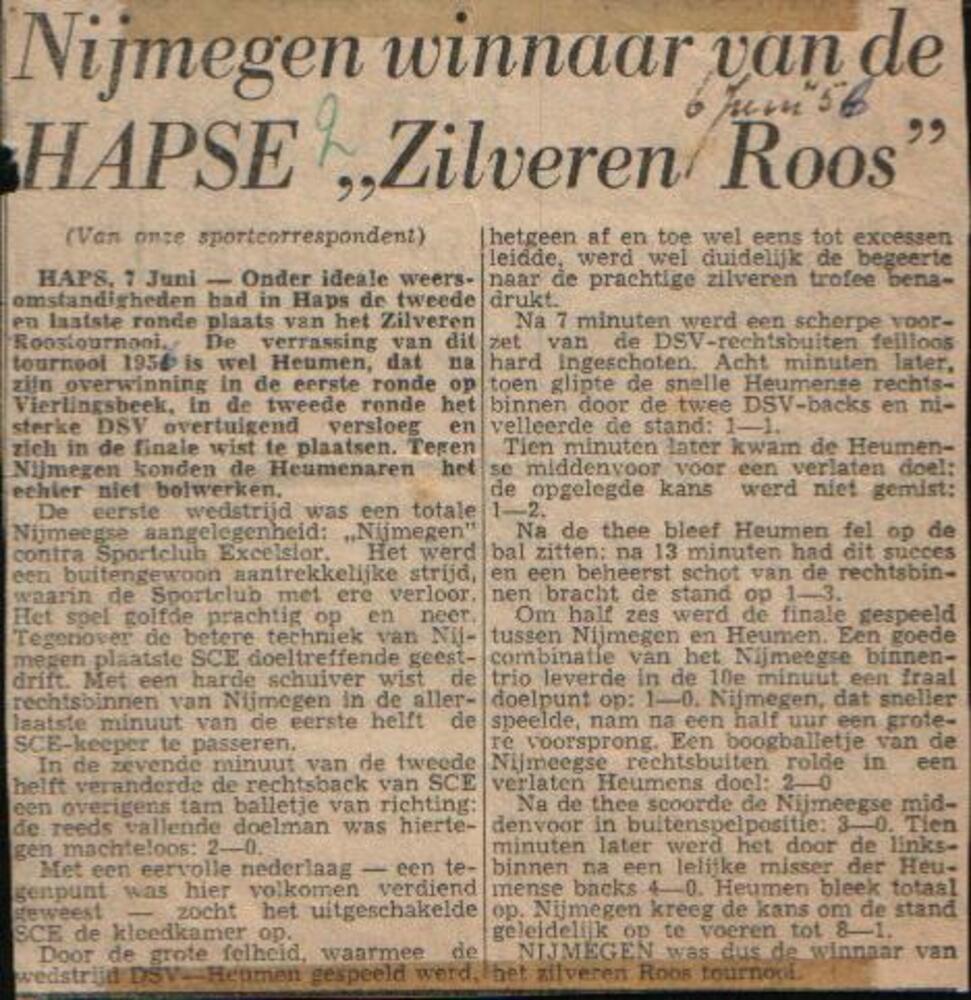 Nijmegen winnaar van de
6 Juni '56
HAPSE 2 „Zilveren Roos”
(Van onze sportcorrespondent)
HAPS, 7 Juni — Onder ideale weers-
omstandigheden had in Haps de tweede
en laatste ronde plaats van het Zilveren
Roostournooi. De verrassing van dit
tournooi 1956 is wel Heumen, dat na
zijn overwinning in de eerste ronde op
Vierlingsbeek, in de tweede ronde het
sterke DSV overtuigend versloeg en
zich in de finale wist te plaatsen. Tegen
Nijmegen konden de Heumenaren het
echter niet bolwerken.
De eerste wedstrijd was een totale
Nijmeegse aangelegenheid: „Nijmegen”
contra Sportclub Excelsior. Het werd
een buitengewoon aantrekkelijke strijd,
waarin de Sportclub met ere verloor.
Het spel golfde prachtig op en neer.
Tegenover de betere techniek van Nij-
megen plaatste SCE doeltreffende geest-
drift. Met een harde schuiver wist de
rechtsbinnen van Nijmegen in de aller-
laatste minuut van de eerste helft de
SCE-keeper te passeren.
In de zevende minuut van de tweede
helft veranderde de rechtsback van SCE
een overigens tam balletje van richting:
de reeds vallende doelman was hierte-
gen machteloos: 2—0.
Met een eervolle nederlaag — een te-
genpunt was hier volkomen verdiend
geweest — zocht het uitgeschakelde
SCE de kleedkamer op.
Door de grote felheid, waarmee de
wedstrijd DSV—Heumen gespeeld werd,
hetgeen af en toe wel eens tot excessen
leidde, werd wel duidelijk de begeerte
naar de prachtige zilveren trofee bena-
drukt.
Na 7 minuten werd een scherpe voor-
zet van de DSV-rechtsbuiten feilloos
hard ingeschoten. Acht minuten later,
toen glipte de snelle Heumense rechts-
binnen door de twee DSV-backs en ni-
velleerde de stand: 1—1.
Tien minuten later kwam de Heumen-
se middenvoor voor een verlaten doel:
de opgelegde kans werd niet gemist:
1—2.
Na de thee bleef Heumen fel op de
bal zitten: na 13 minuten had dit succes
en een beheerst schot van de rechtsbin-
nen bracht de stand op 1—3.
Om half zes werd de finale gespeeld
tussen Nijmegen en Heumen. Een goede
combinatie van het Nijmeegse binnen-
trio leverde in de 10e minuut een fraai
doelpunt op: 1—0. Nijmegen, dat sneller
speelde, nam na een half uur een grote-
re voorsprong. Een boogballetje van de
Nijmeegse rechtsbuiten rolde in een
verlaten Heumens doel: 2—0
Na de thee scoorde de Nijmeegse mid-
denvoor in buitenspelpositie: 3—0. Tien
minuten later werd het door de links-
binnen na een lelijke misser der Heu-
mense backs 4—0. Heumen bleek totaal
op. Nijmegen kreeg de kans om de stand
geleidelijk op te voeren tot 8—1.
NIJMEGEN was dus de winnaar van
het zilveren Roos tournooi.